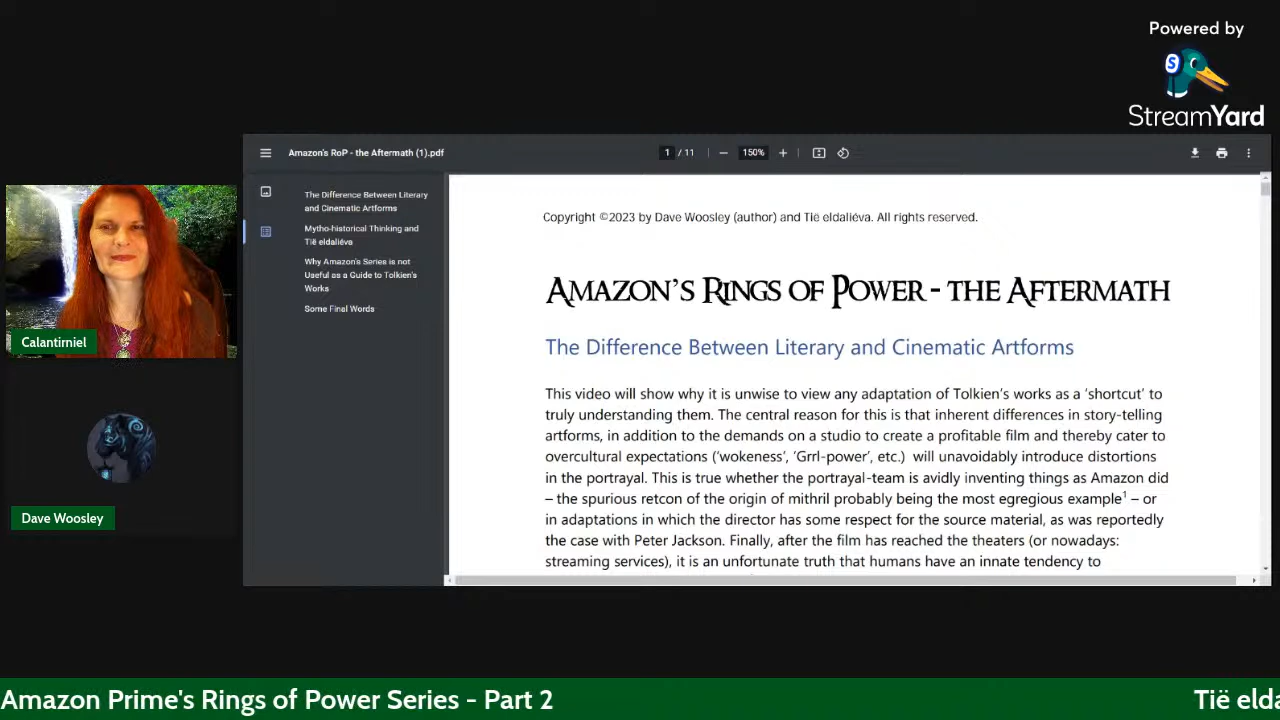 Powered by
StreamYard
Amazon's RoP - the Aftermath (1).pdf
1 / 11
150%
The Difference Between Literary
and Cinematic Artforms
Mytho-historical Thinking and
Tië eldaliéva
Why Amazon's Series is not
Useful as a Guide to Tolkien's
Works
Some Final Words
Copyright ©2023 by Dave Woosley (author) and Tië eldaliéva. All rights reserved.
Amazon's Rings of Power - the Aftermath
The Difference Between Literary and Cinematic Artforms
This video will show why it is unwise to view any adaptation of Tolkien's works as a 'shortcut' to
truly understanding them. The central reason for this is that inherent differences in story-telling
artforms, in addition to the demands on a studio to create a profitable film and thereby cater to
overcultural expectations ('wokeness', 'Grrl-power', etc.) will unavoidably introduce distortions
in the portrayal. This is true whether the portrayal-team is avidly inventing things as Amazon did
– the spurious retcon of the origin of mithril probably being the most egregious example¹ – or
in adaptations in which the director has some respect for the source material, as was reportedly
the case with Peter Jackson. Finally, after the film has reached the theaters (or nowadays:
streaming services), it is an unfortunate truth that humans have an innate tendency to
Calantirniel
Dave Woosley
Amazon Prime's Rings of Power Series - Part 2
Tië elda